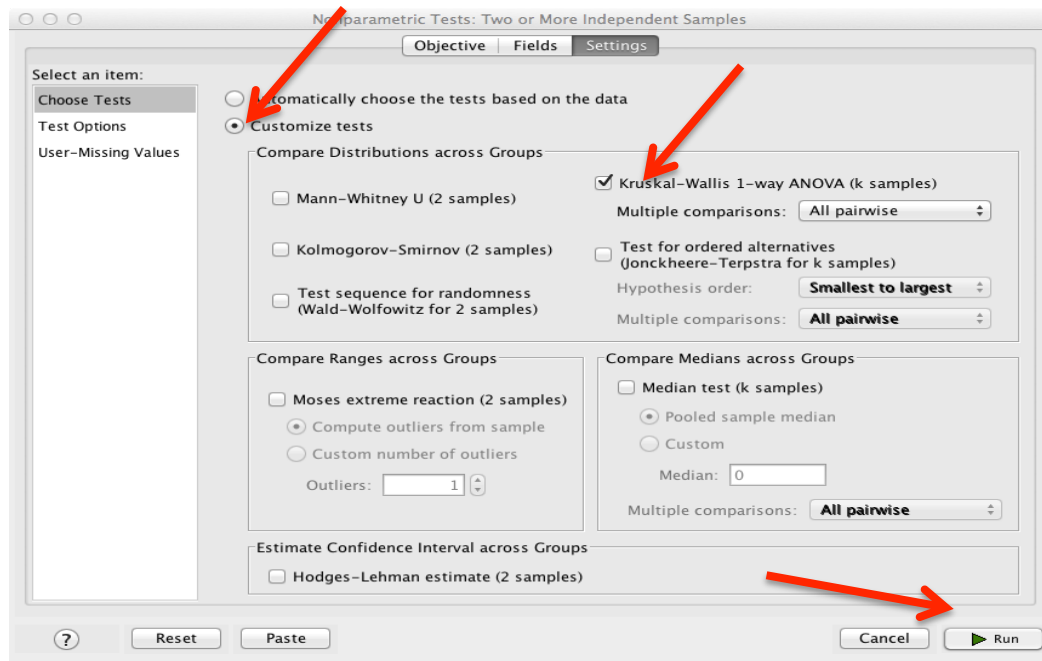 Nonparametric Tests: Two or More Independent Samples
Objective Fields Settings
Select an item:
Choose Tests
Test Options
User-Missing Values
Automatically choose the tests based on the data
Customize tests
Compare Distributions across Groups
Mann-Whitney U (2 samples)
Kolmogorov-Smirnov (2 samples)
Test sequence for randomness
(Wald-Wolfowitz for 2 samples)
Kruskal-Wallis 1-way ANOVA (k samples)
Multiple comparisons: All pairwise
Test for ordered alternatives
(Jonckheere-Terpstra for k samples)
Hypothesis order: Smallest to largest
Multiple comparisons: All pairwise
Compare Ranges across Groups
Moses extreme reaction (2 samples)
Compute outliers from sample
Custom number of outliers
Outliers: 1
Compare Medians across Groups
Median test (k samples)
Pooled sample median
Custom
Median: 0
Multiple comparisons: All pairwise
Estimate Confidence Interval across Groups
Hodges-Lehman estimate (2 samples)
? Reset Paste Cancel Run